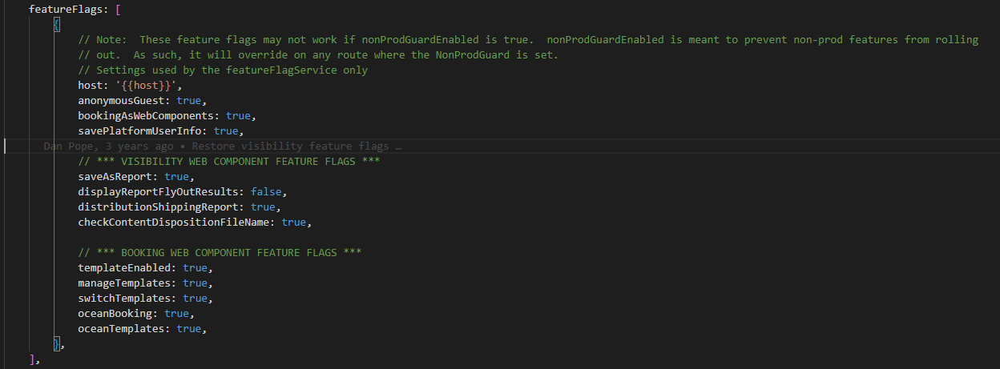 featureFlags: [
{
// Note:  These feature flags may not work if nonProdGuardEnabled is true.  nonProdGuardEnabled is meant to prevent non-prod features from rolling
// out.  As such, it will override on any route where the NonProdGuard is set.
// Settings used by the featureFlagService only
host: '{{host}}',
anonymousGuest: true,
bookingAsWebComponents: true,
savePlatformUserInfo: true,
Dan Pope, 3 years ago • Restore visibility feature flags …
// *** VISIBILITY WEB COMPONENT FEATURE FLAGS ***
saveAsReport: true,
displayReportFlyOutResults: false,
distributionShippingReport: true,
checkContentDispositionFileName: true,
// *** BOOKING WEB COMPONENT FEATURE FLAGS ***
templateEnabled: true,
manageTemplates: true,
switchTemplates: true,
oceanBooking: true,
oceanTemplates: true,
},
],